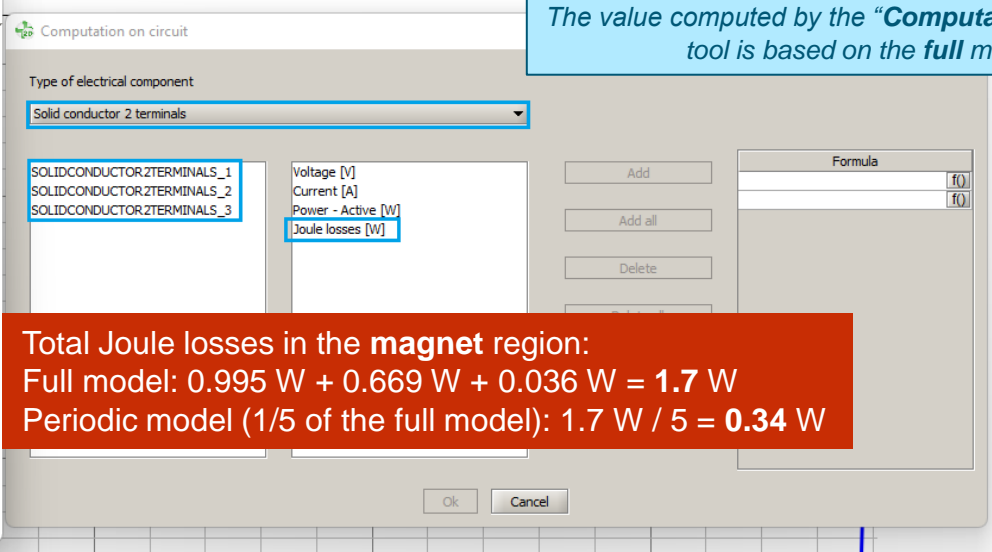 The value computed by the “Computa
tool is based on the full m
Computation on circuit
Type of electrical component
Solid conductor 2 terminals
SOLIDCONDUCTOR2TERMINALS_1
SOLIDCONDUCTOR2TERMINALS_2
SOLIDCONDUCTOR2TERMINALS_3
Voltage [V]
Current [A]
Power - Active [W]
Joule losses [W]
Add
Add all
Delete
Formula
f()
f()
Total Joule losses in the magnet region:
Full model: 0.995 W + 0.669 W + 0.036 W = 1.7 W
Periodic model (1/5 of the full model): 1.7 W / 5 = 0.34 W
Ok
Cancel